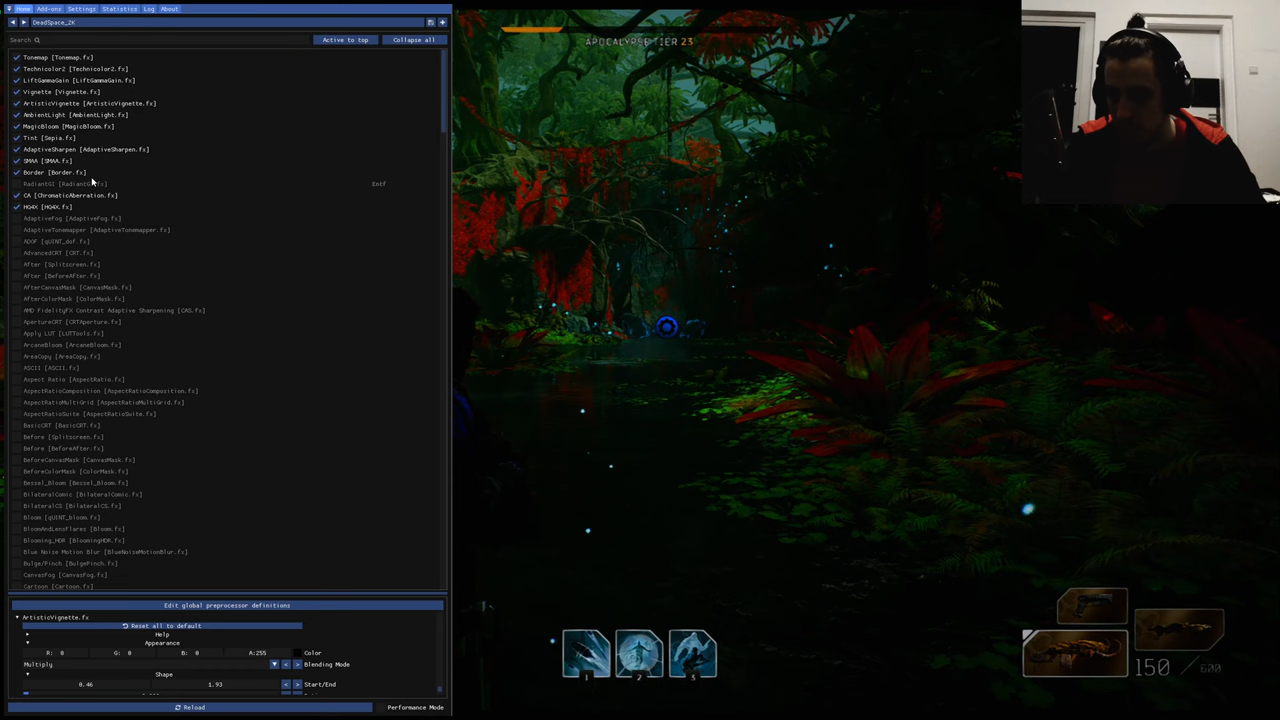 Home Add-ons Settings Statistics Log About
DeadSpace_2K
Search Active to top Collapse all
Tonemap [Tonemap.fx]
Technicolor2 [Technicolor2.fx]
LiftGammaGain [LiftGammaGain.fx]
Vignette [Vignette.fx]
ArtisticVignette [ArtisticVignette.fx]
AmbientLight [AmbientLight.fx]
MagicBloom [MagicBloom.fx]
Tint [Sepia.fx]
AdaptiveSharpen [AdaptiveSharpen.fx]
SMAA [SMAA.fx]
Border [Border.fx]
RadiantGI [RadiantGI.fx] Entf
CA [ChromaticAberration.fx]
HQ4X [HQ4X.fx]
AdaptiveFog [AdaptiveFog.fx]
AdaptiveTonemapper [AdaptiveTonemapper.fx]
ADOF [qUINT_dof.fx]
AdvancedCRT [CRT.fx]
After [Splitscreen.fx]
After [BeforeAfter.fx]
AfterCanvasMask [CanvasMask.fx]
AfterColorMask [ColorMask.fx]
AMD FidelityFX Contrast Adaptive Sharpening [CAS.fx]
ApertureCRT [CRTAperture.fx]
Apply LUT [LUTTools.fx]
ArcaneBloom [ArcaneBloom.fx]
AreaCopy [AreaCopy.fx]
ASCII [ASCII.fx]
Aspect Ratio [AspectRatio.fx]
AspectRatioComposition [AspectRatioComposition.fx]
AspectRatioMultiGrid [AspectRatioMultiGrid.fx]
AspectRatioSuite [AspectRatioSuite.fx]
BasicCRT [BasicCRT.fx]
Before [Splitscreen.fx]
Before [BeforeAfter.fx]
BeforeCanvasMask [CanvasMask.fx]
BeforeColorMask [ColorMask.fx]
Bessel_Bloom [Bessel_Bloom.fx]
BilateralComic [BilateralComic.fx]
BilateralCS [BilateralCS.fx]
Bloom [qUINT_bloom.fx]
BloomAndLensFlares [Bloom.fx]
Blooming_HDR [BloomingHDR.fx]
Blue Noise Motion Blur [BlueNoiseMotionBlur.fx]
Bulge/Pinch [BulgePinch.fx]
CanvasFog [CanvasFog.fx]
Cartoon [Cartoon.fx]
Edit global preprocessor definitions
ArtisticVignette.fx
Reset all to default
Help
Appearance
R: 0 G: 0 B: 0 A:255 Color
Multiply < > Blending Mode
Shape
0.46 1.93 < > Start/End
Reload Performance Mode
APOCALYPSE TIER 23
1 2 3
150 / 600